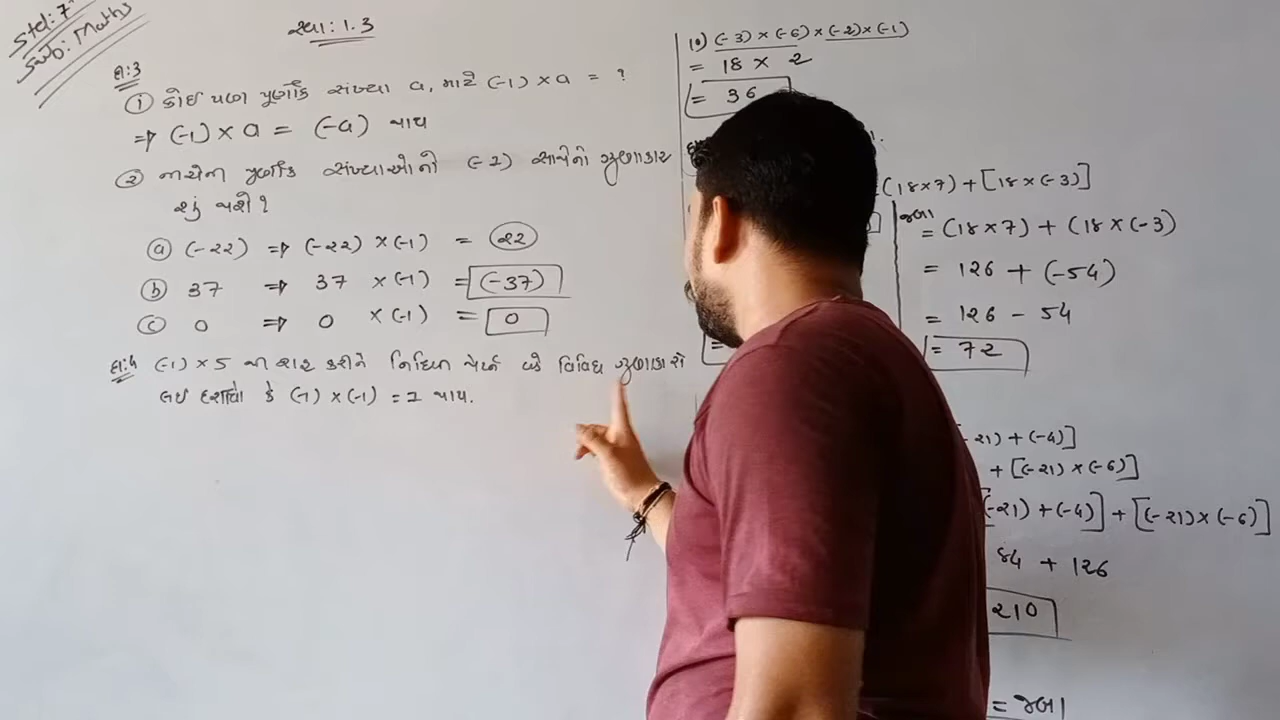 Std: 7
Sub: Maths
સ્વા: 1.3
દા:3
① કોઈ પણ પૂર્ણાંક સંખ્યા a, માટે (-1) × a = ?
⇒ (-1) × a = (-a) થાય
② નીચેના પૂર્ણાંક સંખ્યાઓનો (-1) સાથેનો ગુણાકાર
શું થશે?
ⓐ (-22) ⇒ (-22) × (-1) = 22
ⓑ 37 ⇒ 37 × (-1) = (-37)
ⓒ 0 ⇒ 0 × (-1) = 0
દા:4 (-1) × 5 થી શરૂ કરીને નિશ્ચિત પેટર્ન વડે વિવિધ ગુણાકારો
લઈ દર્શાવો કે (-1) × (-1) = 1 થાય.
10) (-3) × (-6) × (-2) × (-1)
= 18 × 2
= 36
(18×7) + [18×(-3)]
જબા
= (18×7) + (18×(-3)
= 126 + (-54)
= 126 - 54
= 72
21) + (-4)]
+ [(-21) × (-6)]
[-21) + (-4)] + [(-21) × (-6)]
84 + 126
210
= જબા